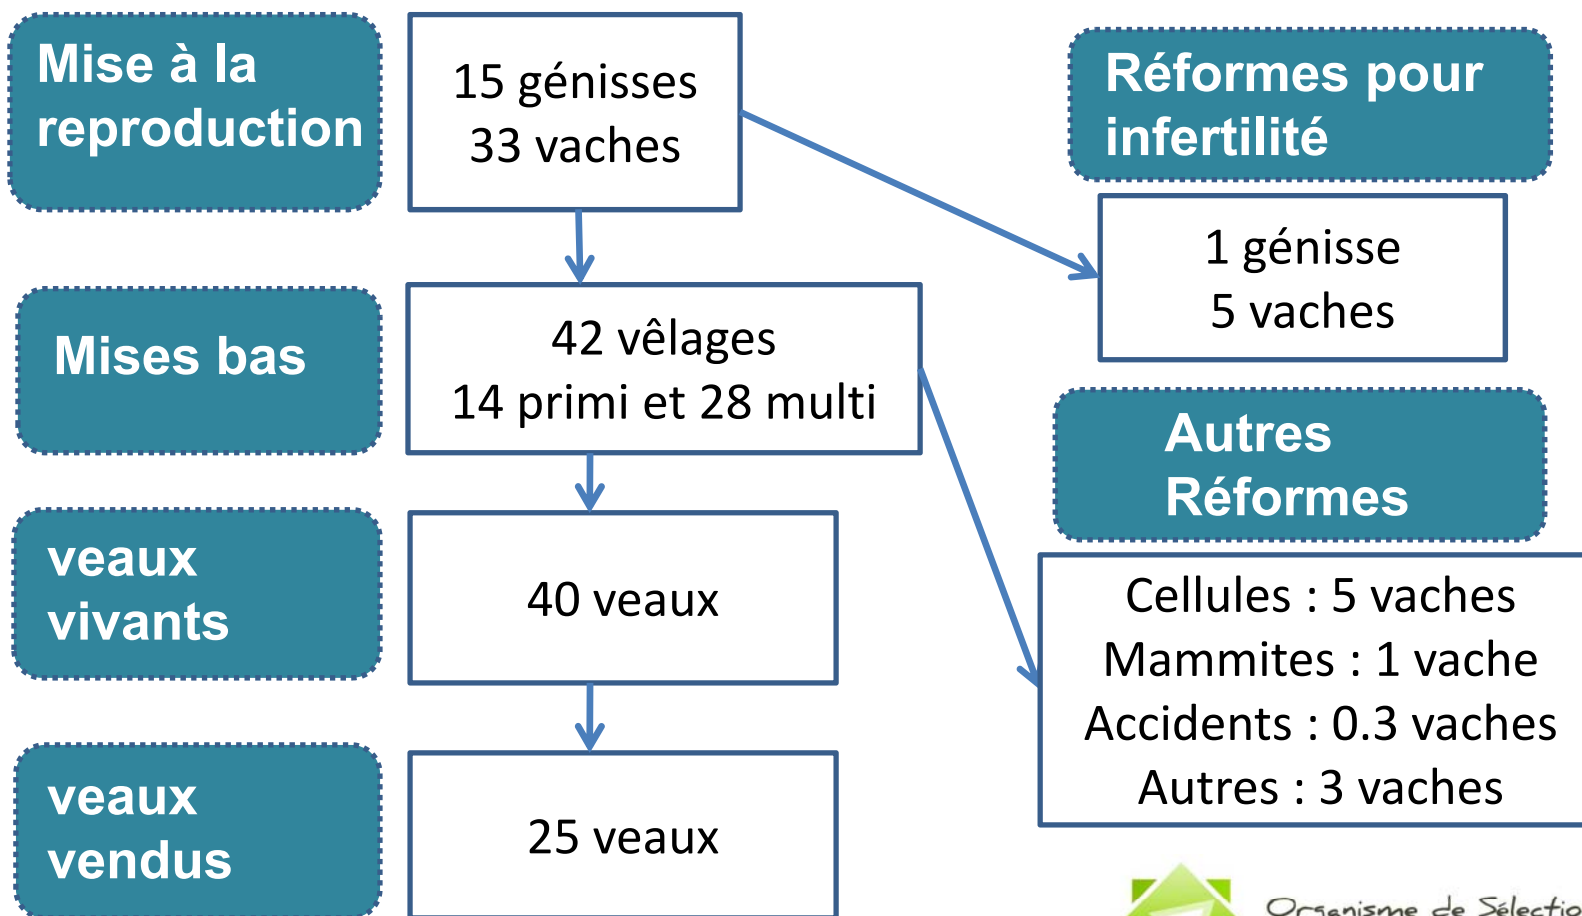 Mise à la
reproduction
15 génisses
33 vaches
Réformes pour
infertilité
1 génisse
5 vaches
Mises bas
42 vêlages
14 primi et 28 multi
Autres
Réformes
veaux
vivants
40 veaux
Cellules : 5 vaches
Mammites : 1 vache
Accidents : 0.3 vaches
Autres : 3 vaches
veaux
vendus
25 veaux
Organisme de Sélectio